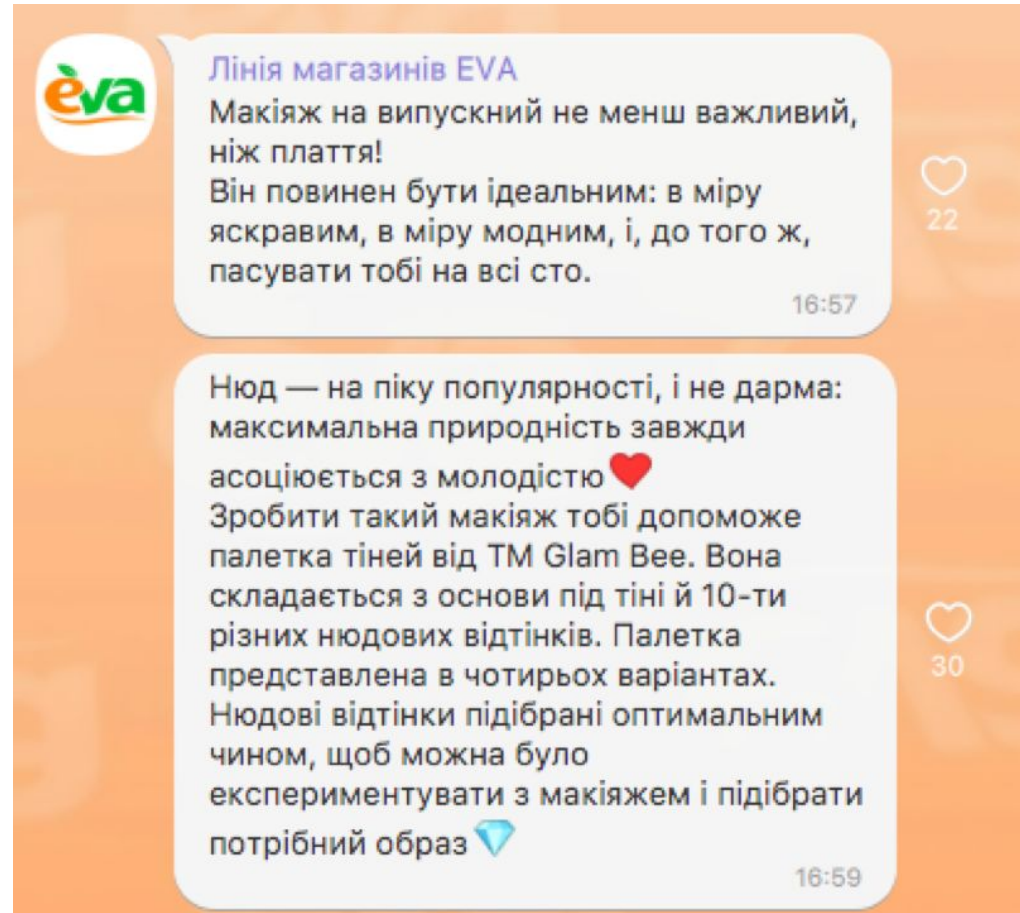 èva
Лінія магазинів EVA
Макіяж на випускний не менш важливий,
ніж плаття!
Він повинен бути ідеальним: в міру
яскравим, в міру модним, і, до того ж,
пасувати тобі на всі сто.
22
16:57
Нюд — на піку популярності, і не дарма:
максимальна природність завжди
асоціюється з молодістю❤️
Зробити такий макіяж тобі допоможе
палетка тіней від ТМ Glam Bee. Вона
складається з основи під тіні й 10-ти
різних нюдових відтінків. Палетка
представлена в чотирьох варіантах.
Нюдові відтінки підібрані оптимальним
чином, щоб можна було
експериментувати з макіяжем і підібрати
потрібний образ💎
30
16:59